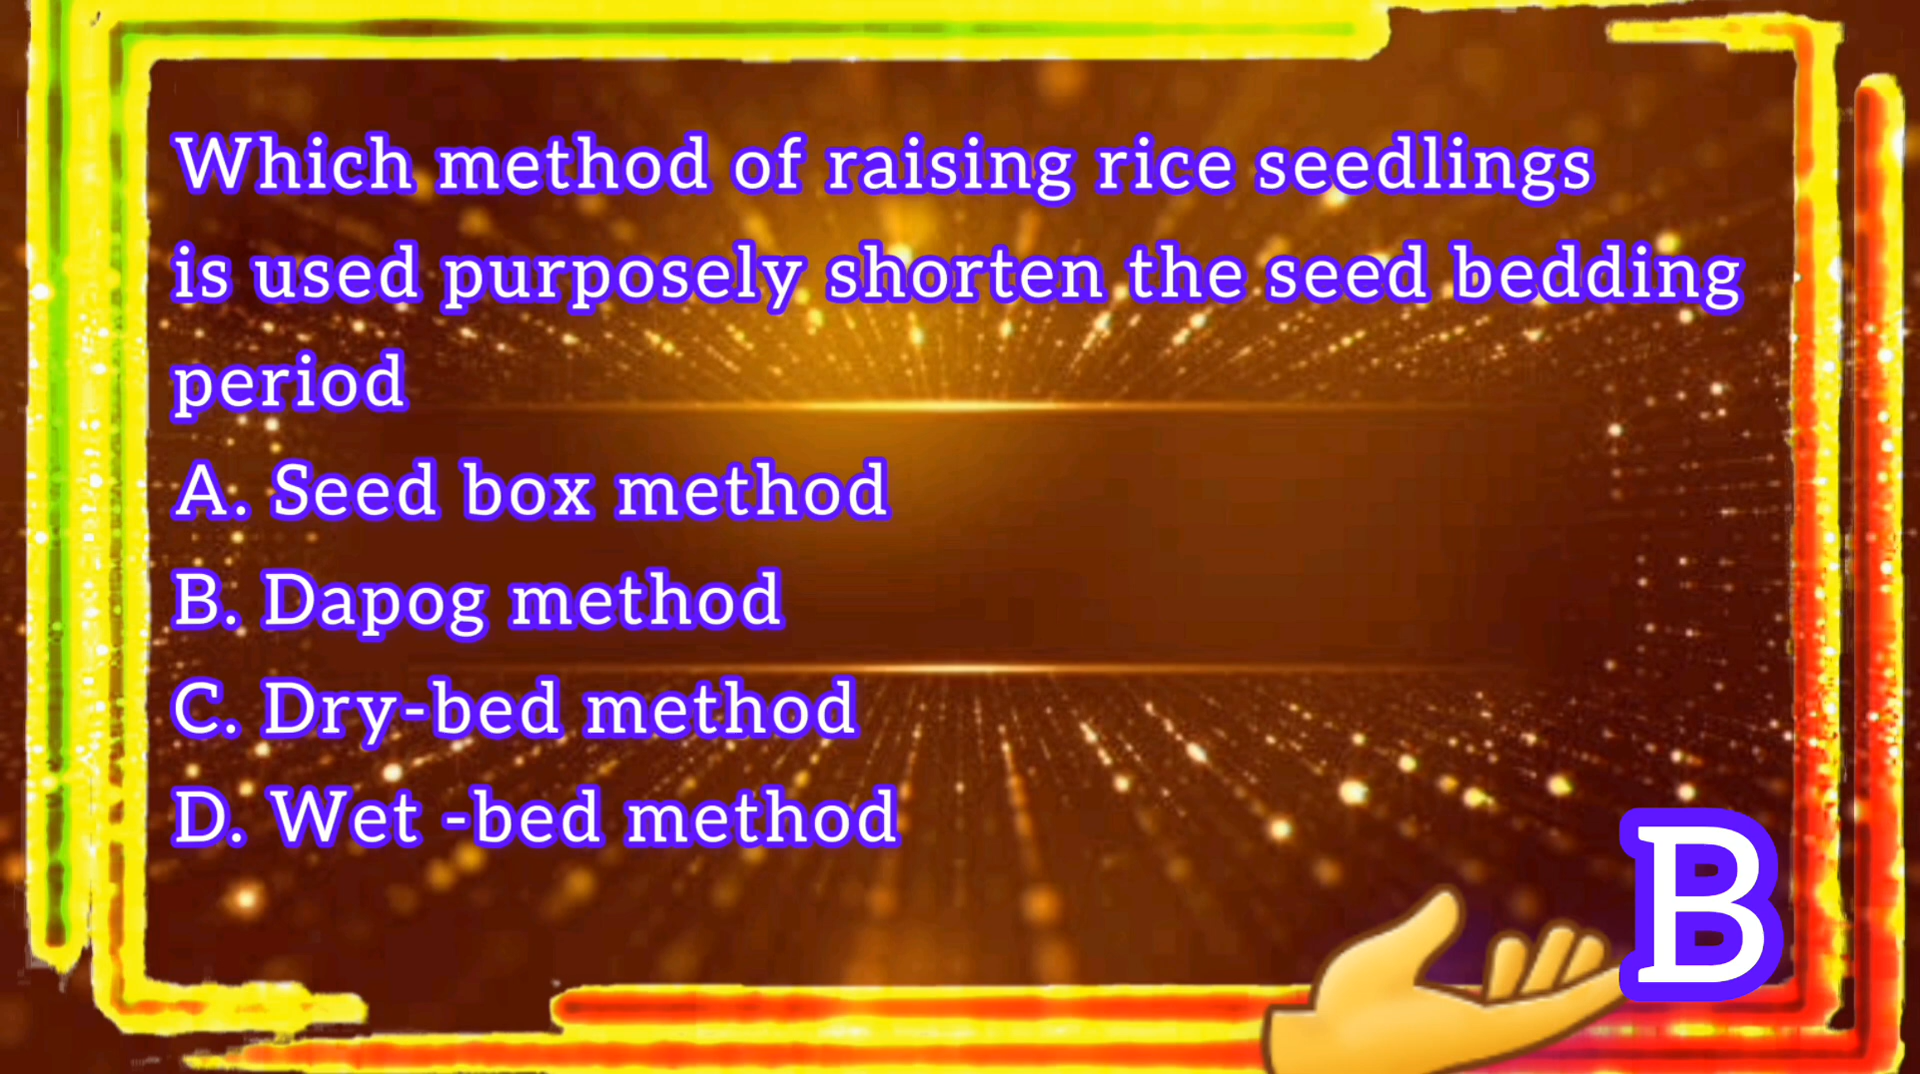 Which method of raising rice seedlings
is used purposely shorten the seed bedding
period
A. Seed box method
B. Dapog method
C. Dry-bed method
D. Wet -bed method
B